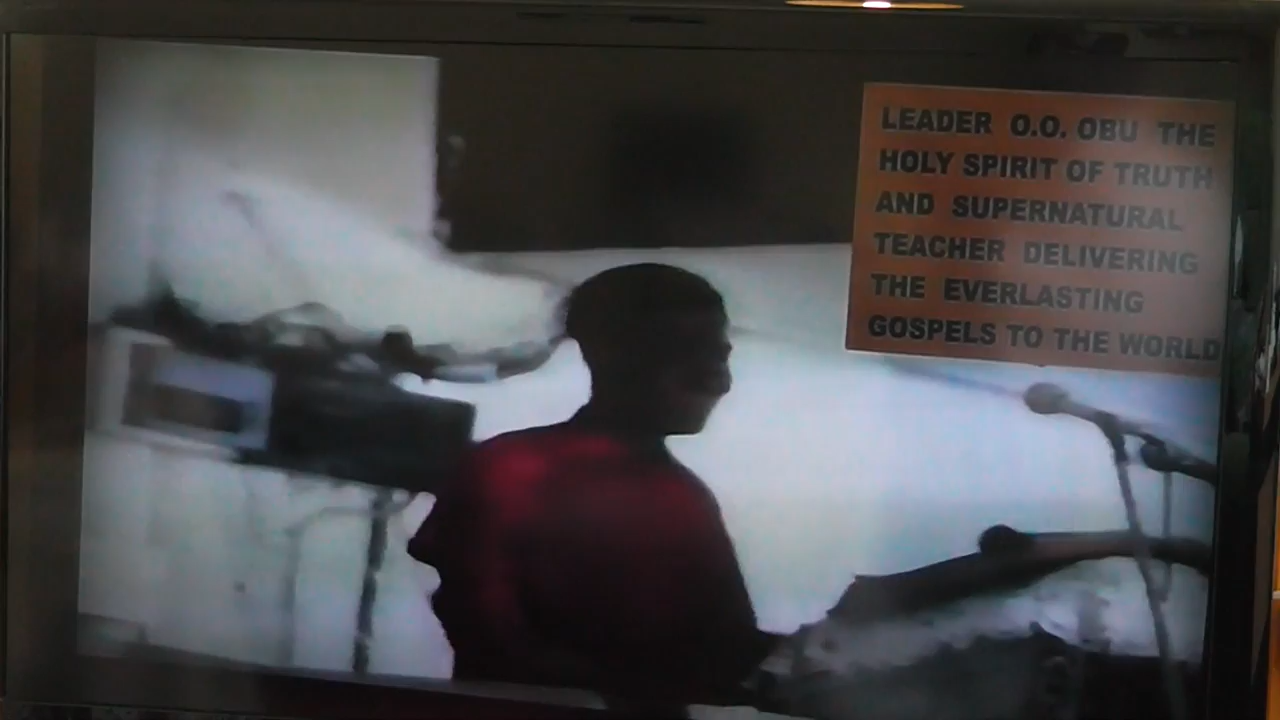 LEADER O.O. OBU THE
HOLY SPIRIT OF TRUTH
AND SUPERNATURAL
TEACHER DELIVERING
THE EVERLASTING
GOSPELS TO THE WORLD